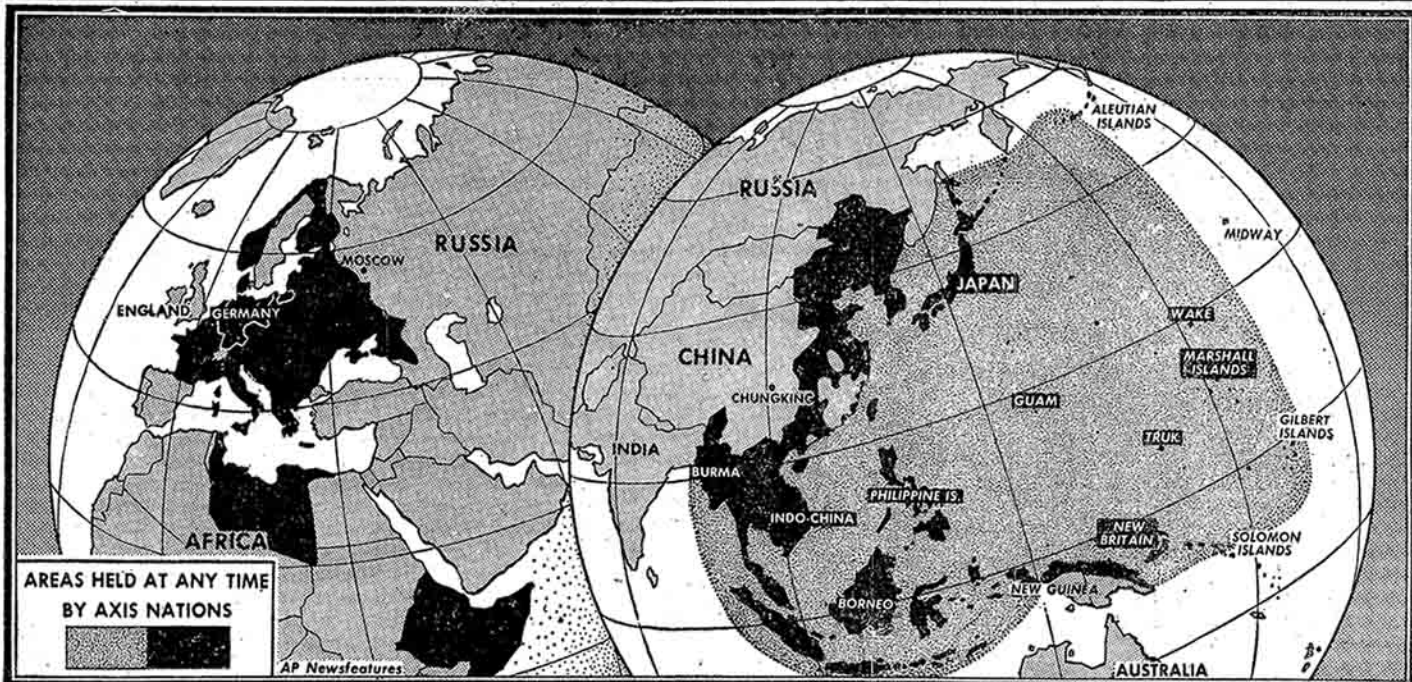 RUSSIA
MOSCOW
ENGLAND
GERMANY
AFRICA
AREAS HELD AT ANY TIME
BY AXIS NATIONS
AP Newsfeatures
ALEUTIAN
ISLANDS
RUSSIA
MIDWAY
JAPAN
WAKE
CHINA
MARSHALL
ISLANDS
CHUNGKING
GUAM
GILBERT
ISLANDS
TRUK
INDIA
BURMA
PHILIPPINE IS.
INDO-CHINA
NEW
BRITAIN
SOLOMON
ISLANDS
NEW GUINEA
BORNEO
AUSTRALIA